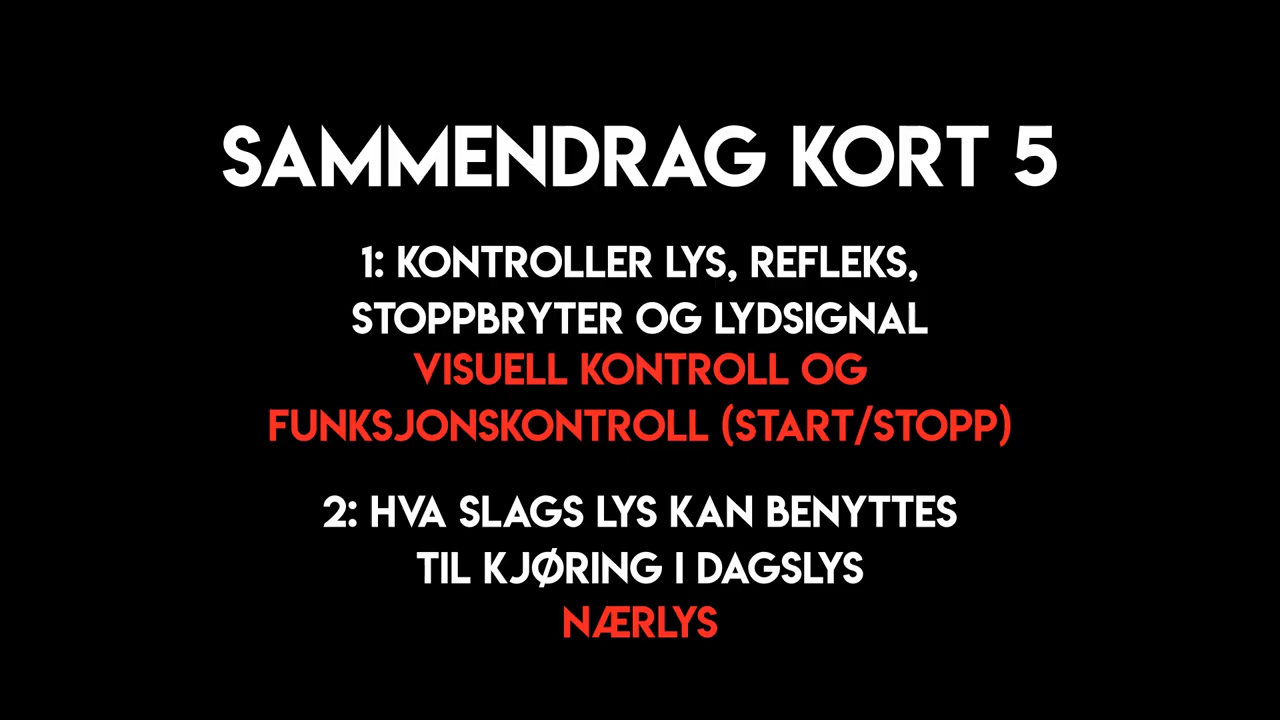 SAMMENDRAG KORT 5
1: KONTROLLER LYS, REFLEKS,
STOPPBRYTER OG LYDSIGNAL
VISUELL KONTROLL OG
FUNKSJONSKONTROLL (START/STOPP)
2: HVA SLAGS LYS KAN BENYTTES
TIL KJØRING I DAGSLYS
NÆRLYS